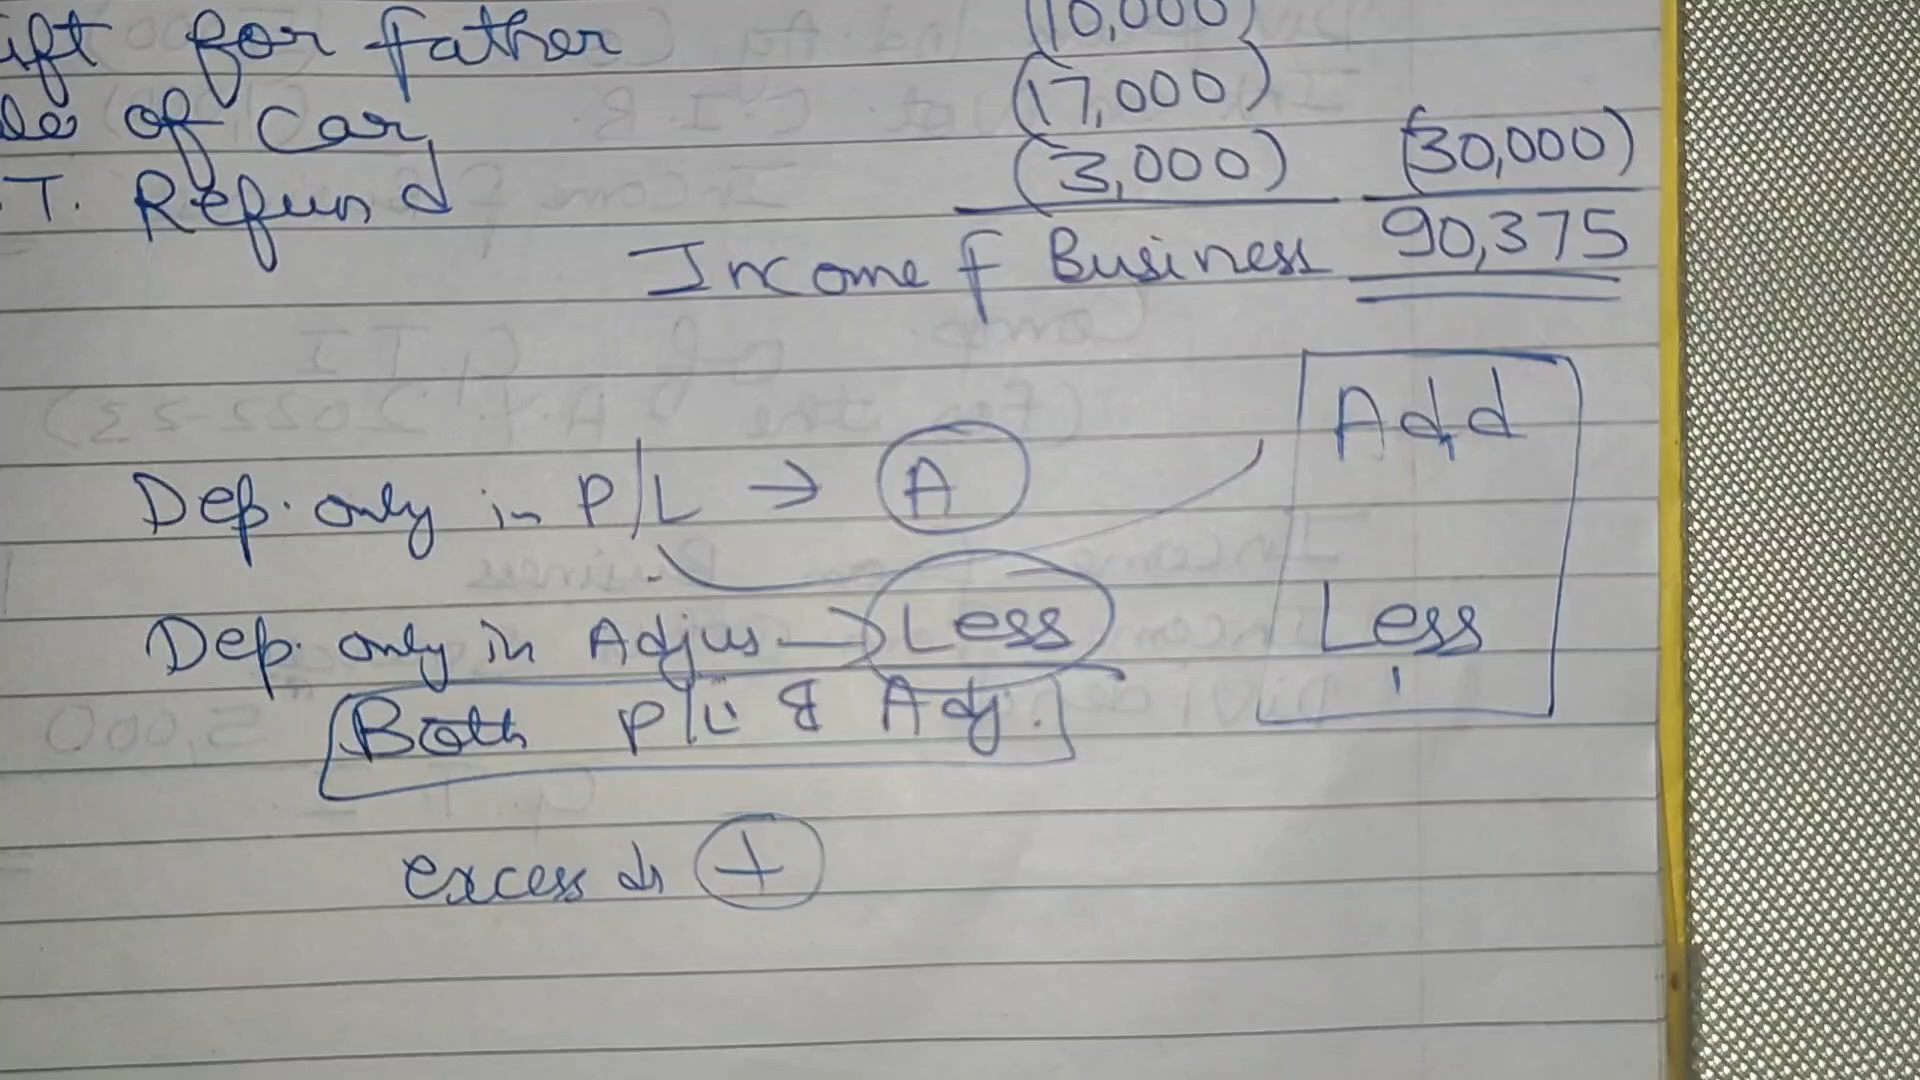 ift for father (10,000)
le of car (17,000)
.T. Refund (3,000) (30,000)
Income f Business 90,375
Add
Dep. only in P/L → A
Dep. only in Adjus → Less Less
Both P/L & Adj.
excess +